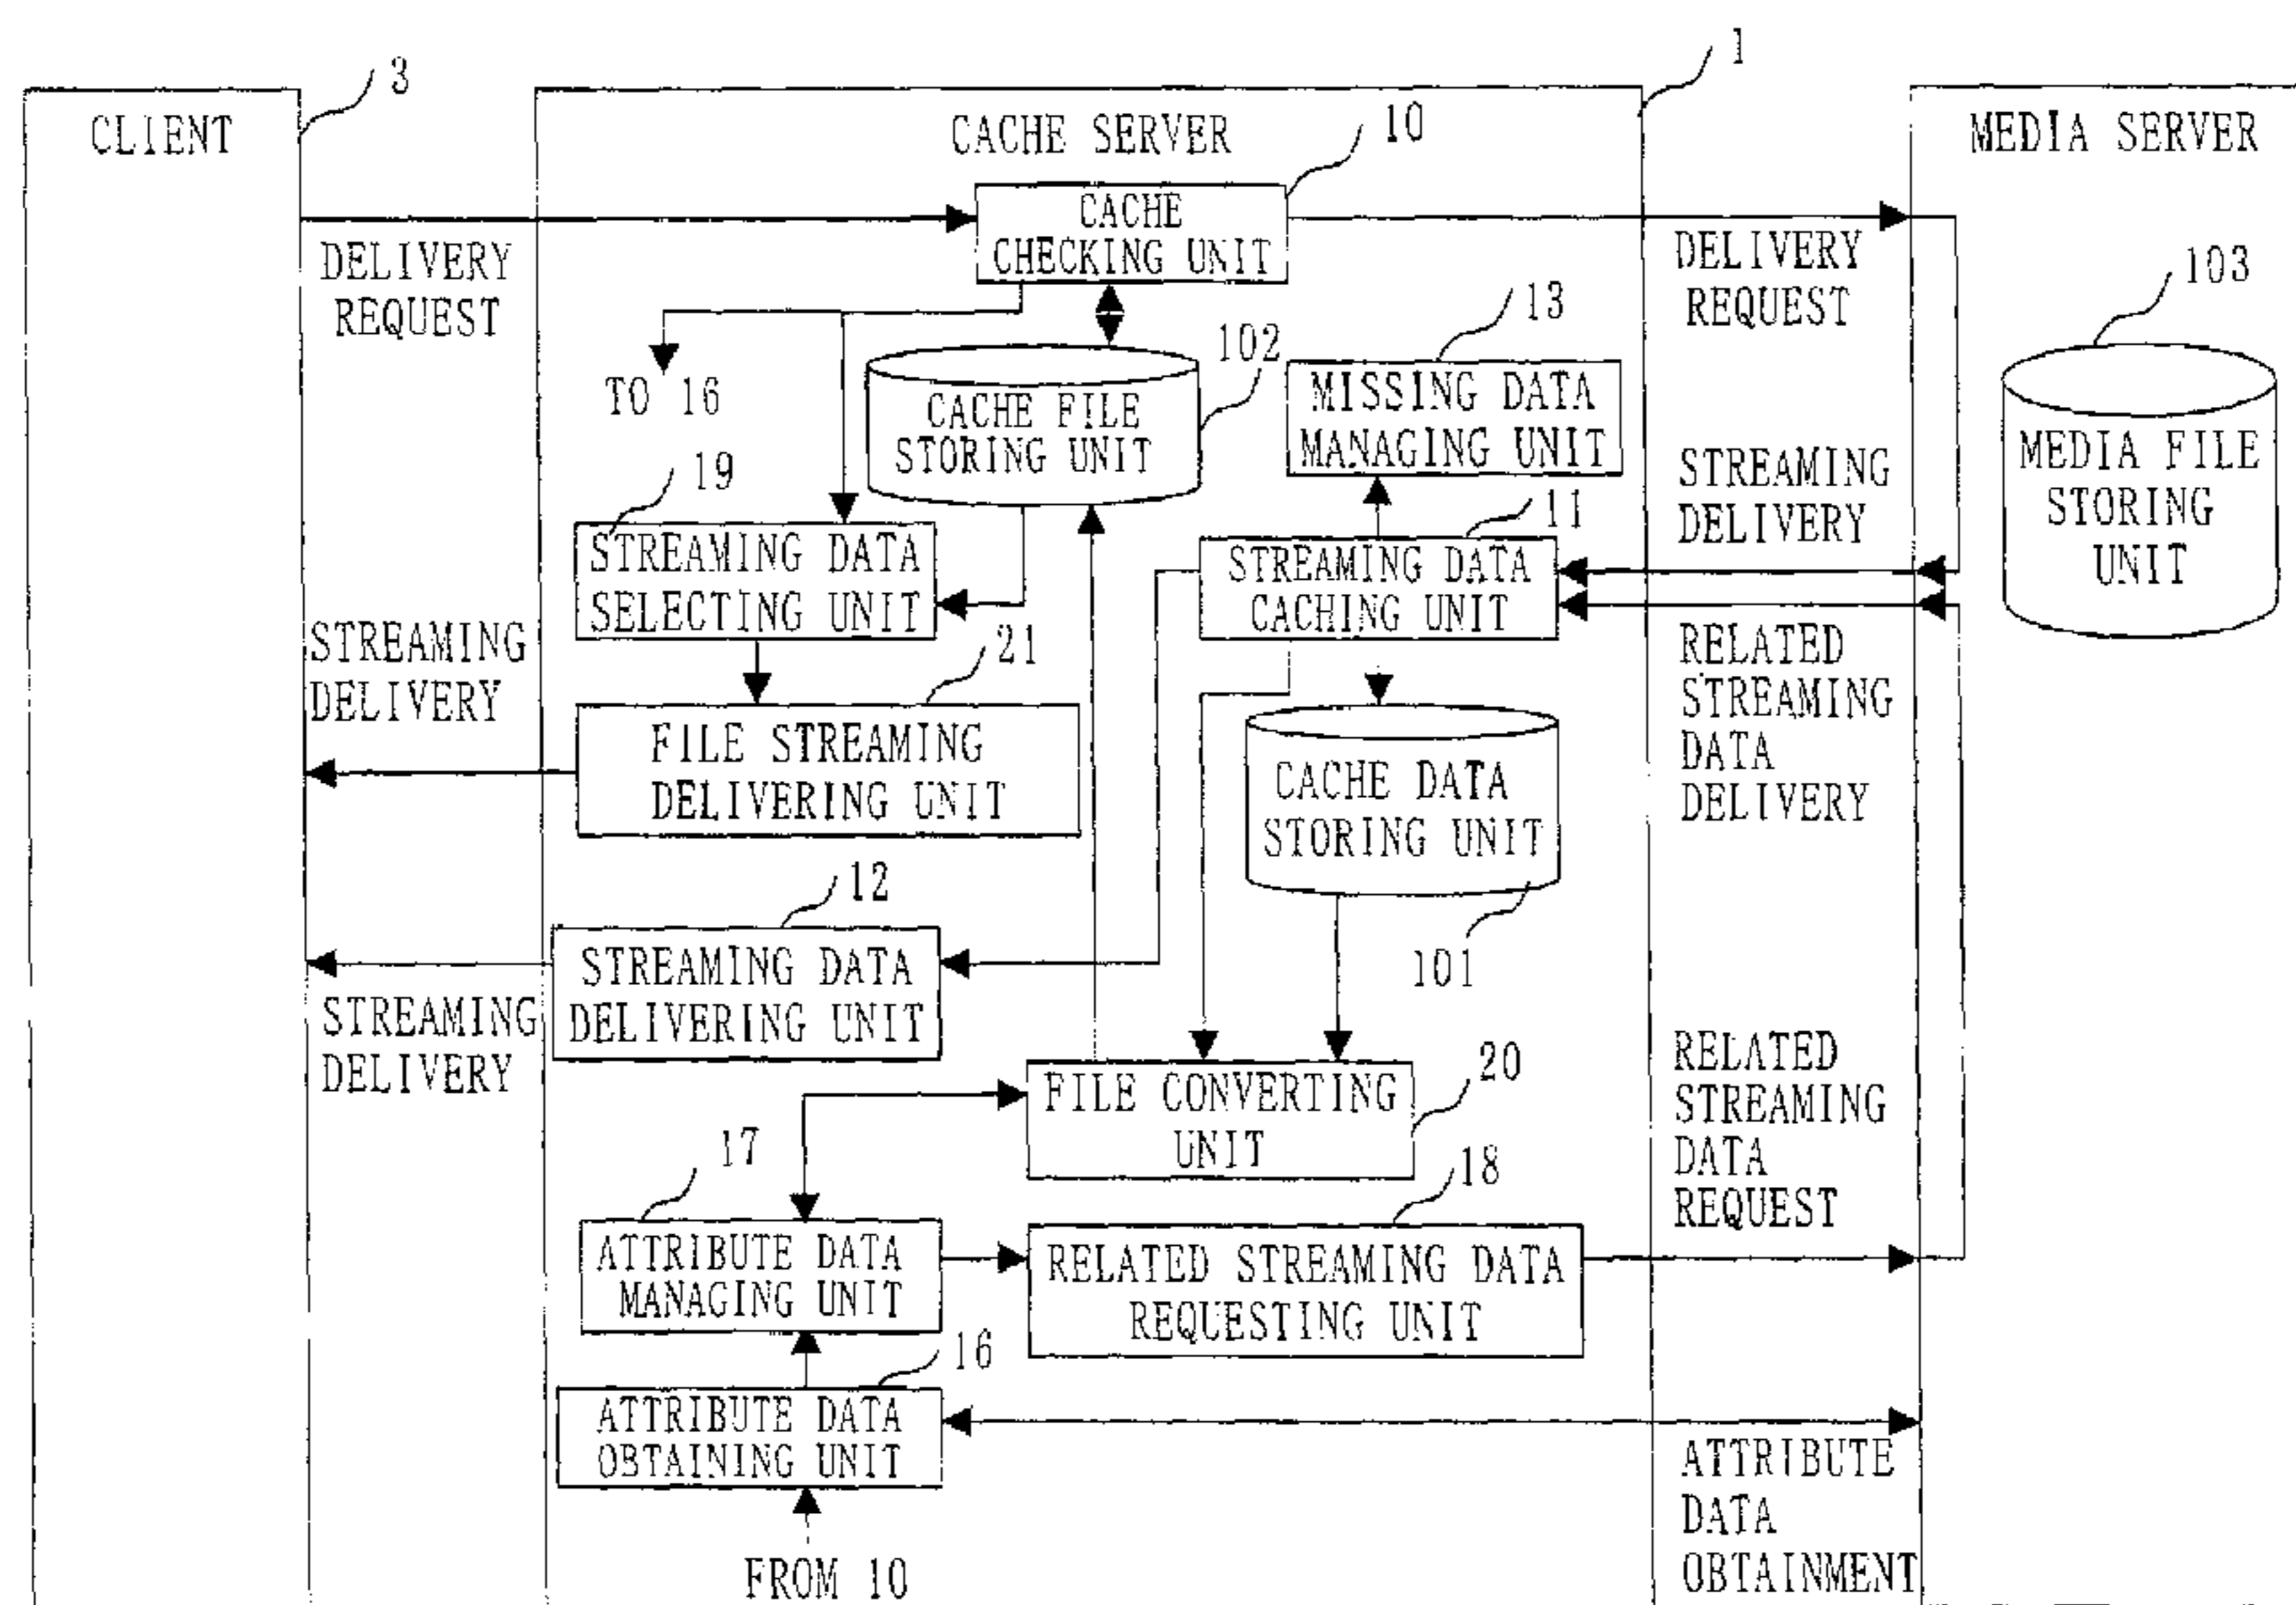 3
CLIENT
1
CACHE SERVER
10
MEDIA SERVER
CACHE
CHECKING UNIT
DELIVERY
REQUEST
DELIVERY
REQUEST
TO 16
102
CACHE FILE
STORING UNIT
13
MISSING DATA
MANAGING UNIT
103
MEDIA FILE
STORING
UNIT
19
STREAMING DATA
SELECTING UNIT
11
STREAMING DATA
CACHING UNIT
STREAMING
DELIVERY
RELATED
STREAMING
DATA
DELIVERY
STREAMING
DELIVERY
21
FILE STREAMING
DELIVERING UNIT
CACHE DATA
STORING UNIT
101
12
STREAMING DATA
DELIVERING UNIT
STREAMING
DELIVERY
20
FILE CONVERTING
UNIT
RELATED
STREAMING
DATA
REQUEST
17
ATTRIBUTE DATA
MANAGING UNIT
18
RELATED STREAMING DATA
REQUESTING UNIT
16
ATTRIBUTE DATA
OBTAINING UNIT
ATTRIBUTE
DATA
OBTAINMENT
FROM 10